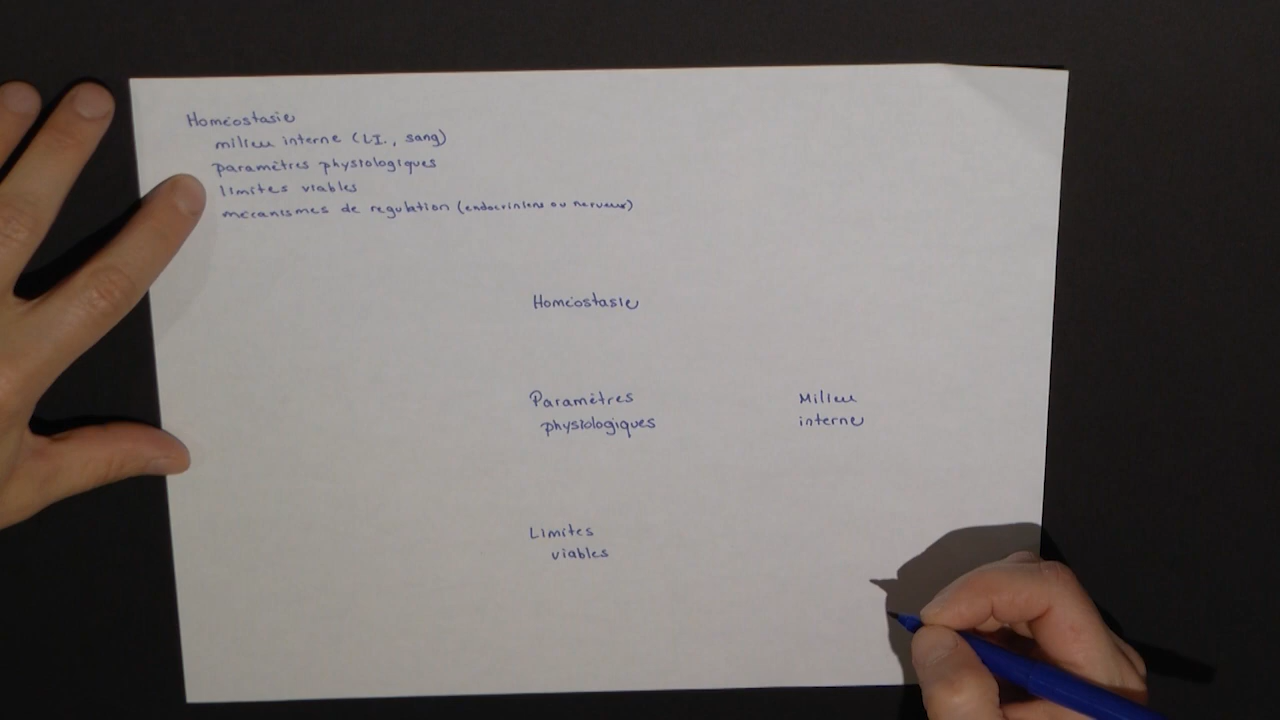 Homéostasie
milieu interne (L.I., sang)
paramètres physiologiques
limites viables
mécanismes de régulation (endocriniens ou nerveux)
Homéostasie
Paramètres
physiologiques
Milieu
interne
Limites
viables